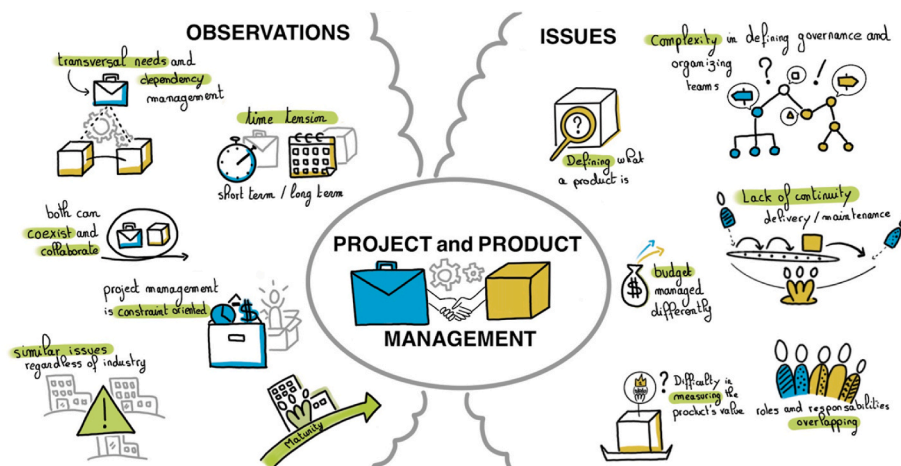 OBSERVATIONS
transversal needs and
dependency
management
time tension
short term / long term
both can
coexist and
collaborate
project management
is constraint oriented
$
similar issues
regardless of industry
!
Maturity
PROJECT and PRODUCT
MANAGEMENT
ISSUES
Complexity in defining governance and
organizing
teams
? !
?
Defining what
a product is
Lack of continuity
delivery / maintenance
$
budget
managed
differently
? Difficulty in
measuring the
product's value
roles and responsabilities
overlapping